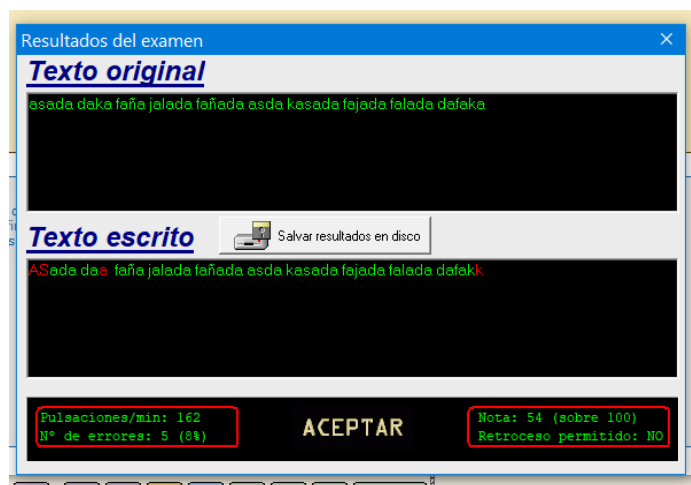 Resultados del examen
Texto original
asada daka faña jalada fañada asda kasada fajada falada dafaka
Texto escrito
Salvar resultados en disco
ASada daa faña jalada fañada asda kasada fajada falada dafakk
Pulsaciones/min: 162
Nº de errores: 5 (8%)
ACEPTAR
Nota: 54 (sobre 100)
Retroceso permitido: NO